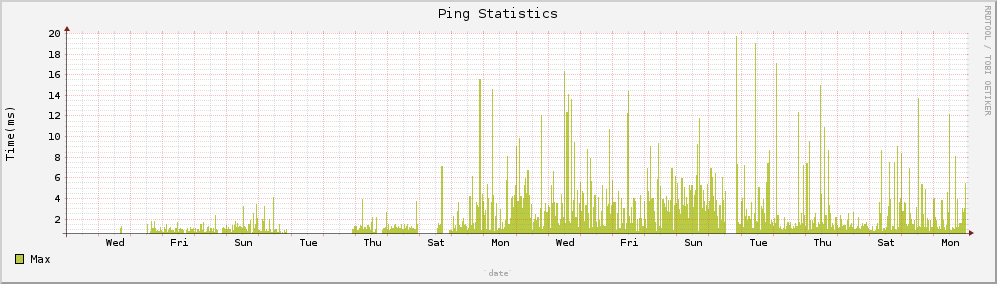 Ping Statistics
RRDTOOL / TOBI OETIKER
Time(ms)
20
18
16
14
12
10
8
6
4
2
Wed Fri Sun Tue Thu Sat Mon Wed Fri Sun Tue Thu Sat Mon
Max
`date`